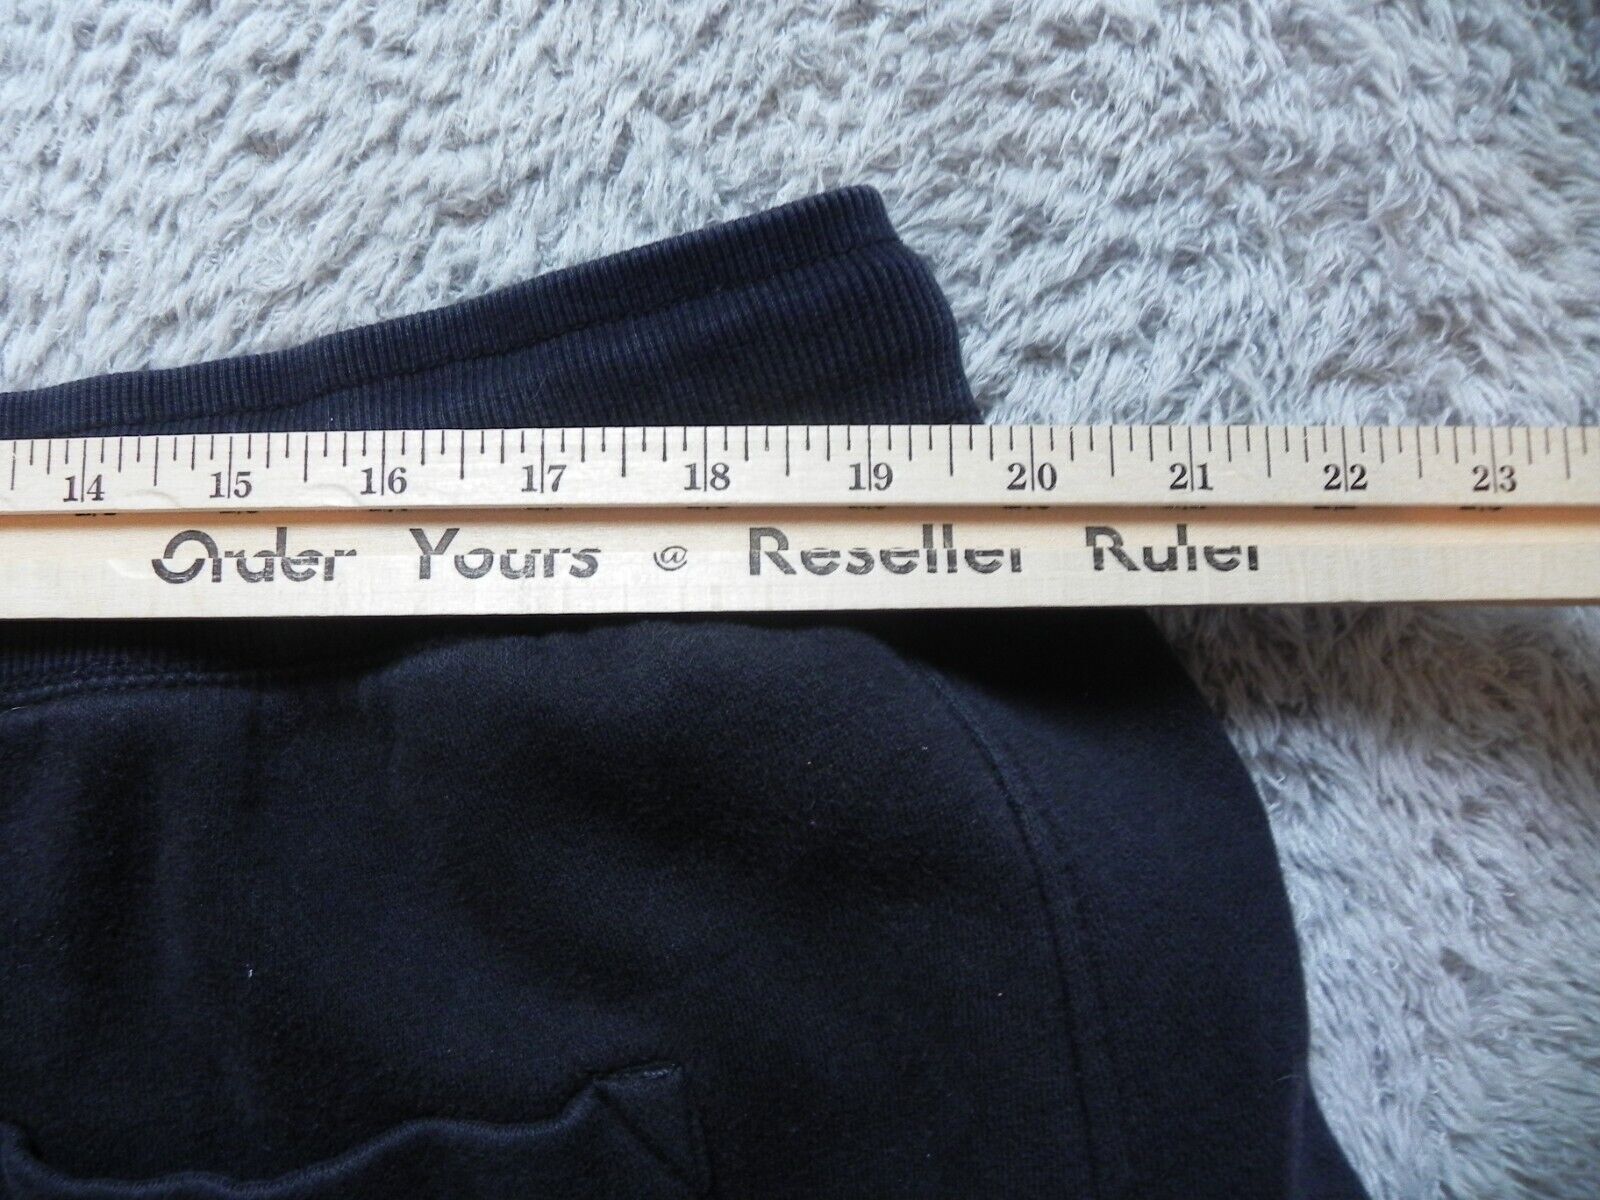 14 15 16 17 18 19 20 21 22 23
Order Yours @ Reseller Ruler